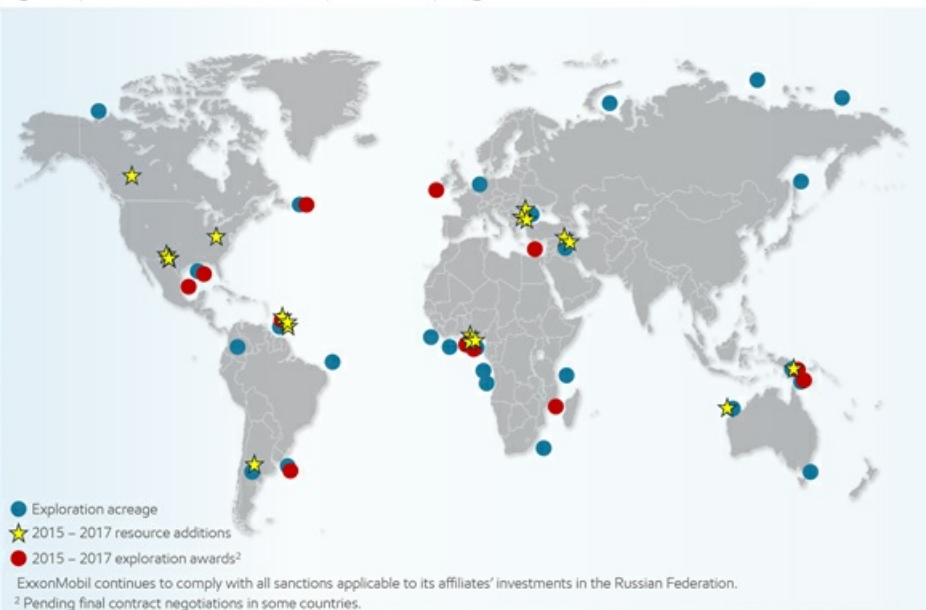 Exploration acreage
2015 – 2017 resource additions
2015 – 2017 exploration awards²
ExxonMobil continues to comply with all sanctions applicable to its affiliates' investments in the Russian Federation.
² Pending final contract negotiations in some countries.